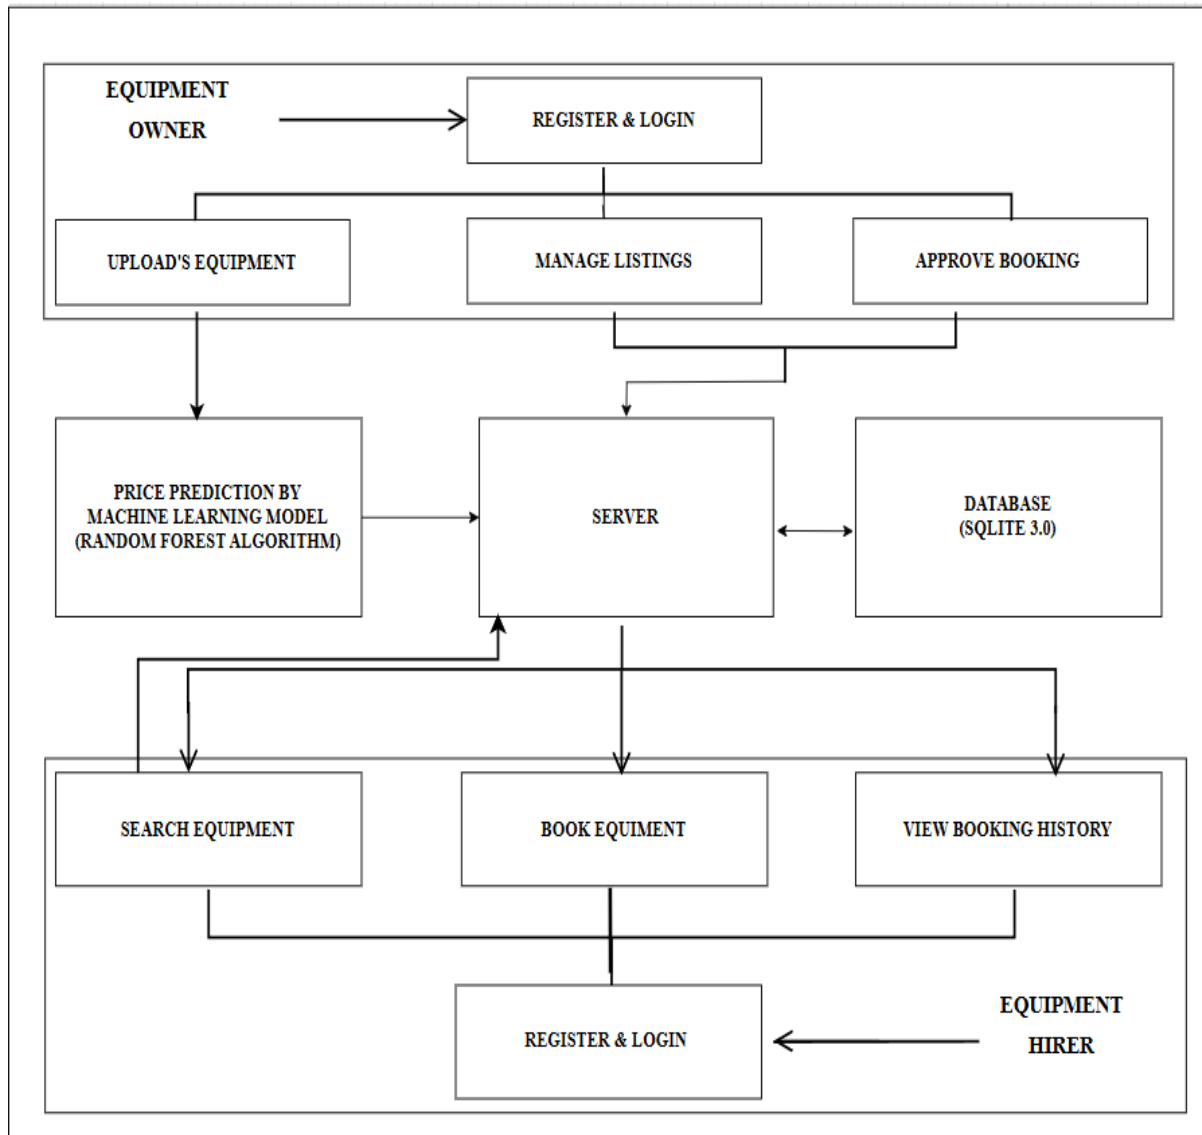 EQUIPMENT
OWNER
REGISTER & LOGIN
UPLOAD'S EQUIPMENT
MANAGE LISTINGS
APPROVE BOOKING
PRICE PREDICTION BY
MACHINE LEARNING MODEL
(RANDOM FOREST ALGORITHM)
SERVER
DATABASE
(SQLITE 3.0)
SEARCH EQUIPMENT
BOOK EQUIMENT
VIEW BOOKING HISTORY
REGISTER & LOGIN
EQUIPMENT
HIRER